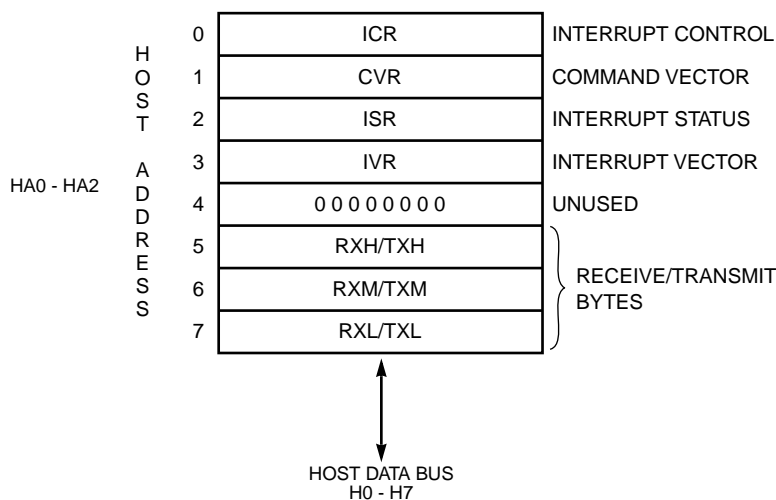 0 ICR INTERRUPT CONTROL
1 CVR COMMAND VECTOR
2 ISR INTERRUPT STATUS
3 IVR INTERRUPT VECTOR
4 0 0 0 0 0 0 0 0 UNUSED
5 RXH/TXH
6 RXM/TXM
7 RXL/TXL
HOST ADDRESS
HA0 - HA2
RECEIVE/TRANSMIT
BYTES
HOST DATA BUS
H0 - H7